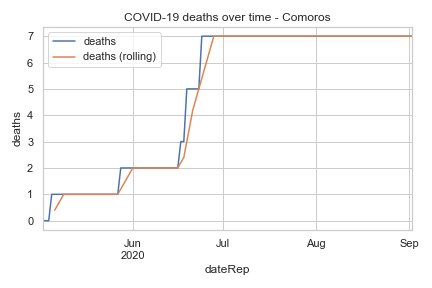 COVID-19 deaths over time - Comoros
deaths
deaths (rolling)
deaths
7
6
5
4
3
2
1
0
Jun
2020
Jul
Aug
Sep
dateRep